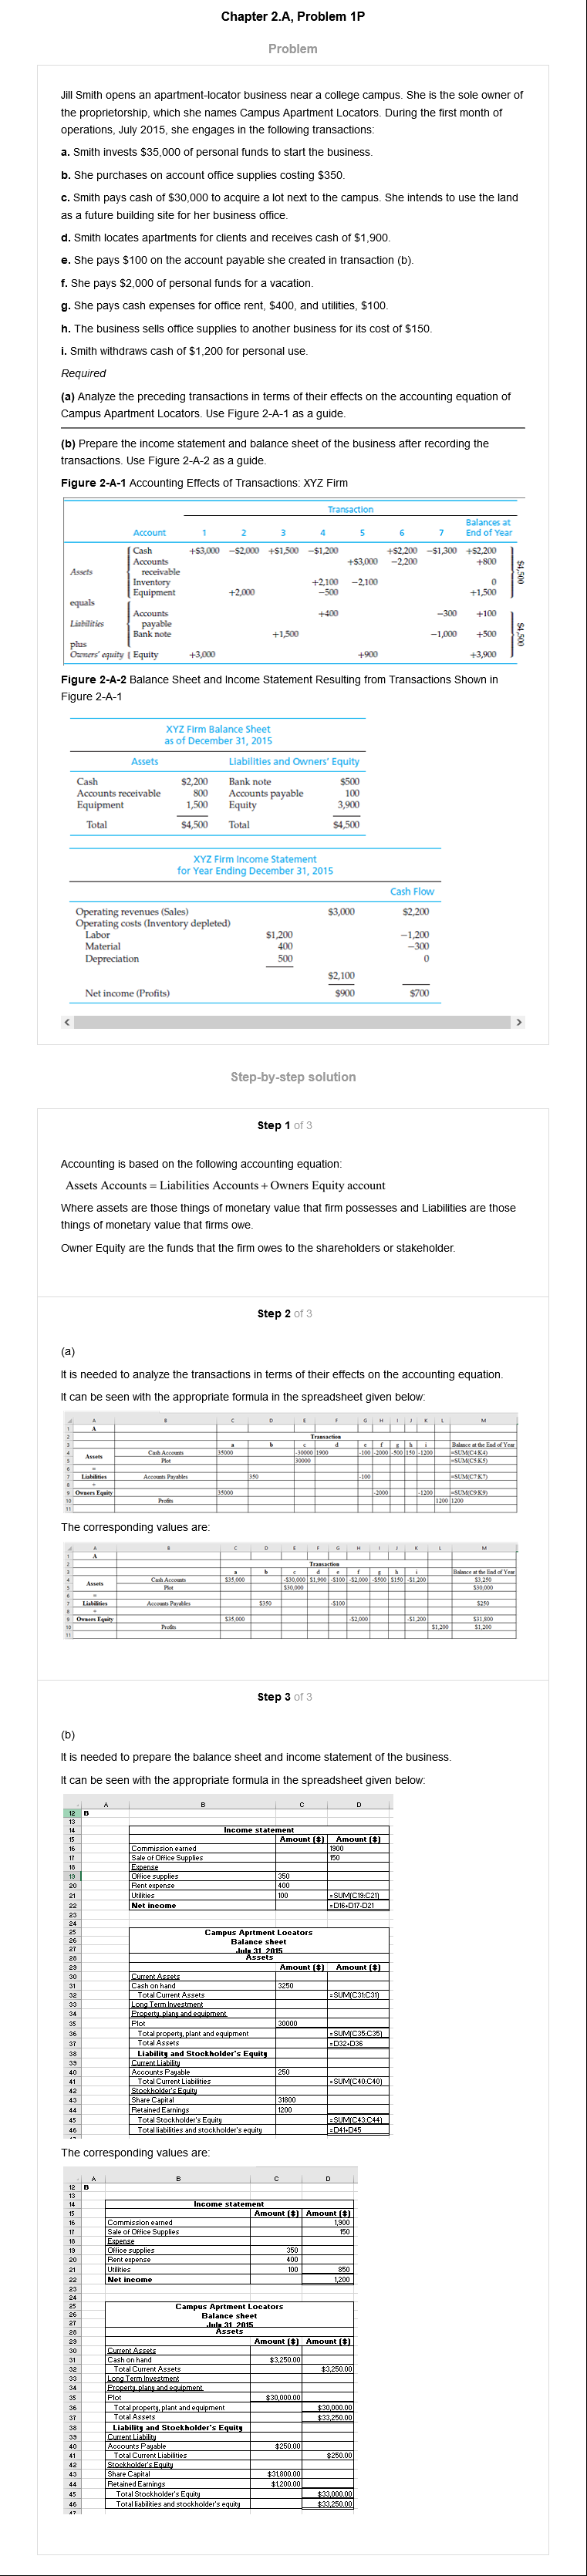 Chapter 2.A, Problem 1P
Problem
Jill Smith opens an apartment-locator business near a college campus. She is the sole owner of
the proprietorship, which she names Campus Apartment Locators. During the first month of
operations, July 2015, she engages in the following transactions:
a. Smith invests $35,000 of personal funds to start the business.
b. She purchases on account office supplies costing $350.
c. Smith pays cash of $30,000 to acquire a lot next to the campus. She intends to use the land
as a future building site for her business office.
d. Smith locates apartments for clients and receives cash of $1,900.
e. She pays $100 on the account payable she created in transaction (b).
f. She pays $2,000 of personal funds for a vacation.
g. She pays cash expenses for office rent, $400, and utilities, $100.
h. The business sells office supplies to another business for its cost of $150.
i. Smith withdraws cash of $1,200 for personal use.
Required
(a) Analyze the preceding transactions in terms of their effects on the accounting equation of
Campus Apartment Locators. Use Figure 2-A-1 as a guide.
(b) Prepare the income statement and balance sheet of the business after recording the
transactions. Use Figure 2-A-2 as a guide.
Figure 2-A-1 Accounting Effects of Transactions: XYZ Firm
Transaction
Balances at
Account 1 2 3 4 5 6 7 End of Year
Cash +$3,000 −$2,000 +$1,500 −$1,200 +$2,200 −$1,300 +$2,200
Accounts +$3,000 −2,200 +800
Assets receivable
Inventory +2,100 −2,100 0
Equipment +2,000 −500 +1,500
$4,500
equals
Accounts +400 −300 +100
Liabilities payable
Bank note +1,500 −1,000 +500
plus
Owners' equity { Equity +3,000 +900 +3,900
$4,500
Figure 2-A-2 Balance Sheet and Income Statement Resulting from Transactions Shown in
Figure 2-A-1
XYZ Firm Balance Sheet
as of December 31, 2015
Assets Liabilities and Owners' Equity
Cash $2,200 Bank note $500
Accounts receivable 800 Accounts payable 100
Equipment 1,500 Equity 3,900
Total $4,500 Total $4,500
XYZ Firm Income Statement
for Year Ending December 31, 2015
Cash Flow
Operating revenues (Sales) $3,000 $2,200
Operating costs (Inventory depleted)
Labor $1,200 −1,200
Material 400 −300
Depreciation 500 0
$2,100
Net income (Profits) $900 $700
Step-by-step solution
Step 1 of 3
Accounting is based on the following accounting equation:
Assets Accounts = Liabilities Accounts + Owners Equity account
Where assets are those things of monetary value that firm possesses and Liabilities are those
things of monetary value that firms owe.
Owner Equity are the funds that the firm owes to the shareholders or stakeholder.
Step 2 of 3
(a)
It is needed to analyze the transactions in terms of their effects on the accounting equation.
It can be seen with the appropriate formula in the spreadsheet given below:
A B C D E F G H I J K L M
1 A
2 Transaction
3 a b c d e f g h i Balance at the End of Year
4 Assets Cash Accounts 35000 -30000 1900 -100 -2000 -500 150 -1200 =SUM(C4:K4)
5 Plot 30000 =SUM(C5:K5)
6 =
7 Liabilities Accounts Payables 350 -100 =SUM(C7:K7)
8 +
9 Owners Equity 35000 -2000 -1200 =SUM(C9:K9)
10 Profits 1200 1200
11
The corresponding values are:
A B C D E F G H I J K L M
1 A
2 Transaction
3 a b c d e f g h i Balance at the End of Year
4 Assets Cash Accounts $35,000 -$30,000 $1,900 -$100 -$2,000 -$500 $150 -$1,200 $3,250
5 Plot $30,000 $30,000
6 =
7 Liabilities Accounts Payables $350 -$100 $250
8 +
9 Owners Equity $35,000 -$2,000 -$1,200 $31,800
10 Profits $1,200 $1,200
11
Step 3 of 3
(b)
It is needed to prepare the balance sheet and income statement of the business.
It can be seen with the appropriate formula in the spreadsheet given below:
A B C D
12 B
13
14 Income statement
15 Amount ($) Amount ($)
16 Commission earned 1900
17 Sale of Office Supplies 150
18 Expense
19 Office supplies 350
20 Rent expense 400
21 Utilities 100 =SUM(C19:C21)
22 Net income =D16+D17-D21
23
24
25 Campus Aprtment Locators
26 Balance sheet
27 July 31, 2015
28 Assets
29 Amount ($) Amount ($)
30 Current Assets
31 Cash on hand 3250
32 Total Current Assets =SUM(C31:C31)
33 Long Term Investment
34 Property, plany and equipment
35 Plot 30000
36 Total property, plant and equipment =SUM(C35:C35)
37 Total Assets =D32+D36
38 Liability and Stockholder's Equity
39 Current Liability
40 Accounts Payable 250
41 Total Current Liabilities =SUM(C40:C40)
42 Stockholder's Equity
43 Share Capital 31800
44 Retained Earnings 1200
45 Total Stockholder's Equity =SUM(C43:C44)
46 Total liabilities and stockholder's equity =D41+D45
The corresponding values are:
A B C D
12 B
13
14 Income statement
15 Amount ($) Amount ($)
16 Commission earned 1,900
17 Sale of Office Supplies 150
18 Expense
19 Office supplies 350
20 Rent expense 400
21 Utilities 100 850
22 Net income 1,200
23
24
25 Campus Aprtment Locators
26 Balance sheet
27 July 31, 2015
28 Assets
29 Amount ($) Amount ($)
30 Current Assets
31 Cash on hand $3,250.00
32 Total Current Assets $3,250.00
33 Long Term Investment
34 Property, plany and equipment
35 Plot $30,000.00
36 Total property, plant and equipment $30,000.00
37 Total Assets $33,250.00
38 Liability and Stockholder's Equity
39 Current Liability
40 Accounts Payable $250.00
41 Total Current Liabilities $250.00
42 Stockholder's Equity
43 Share Capital $31,800.00
44 Retained Earnings $1,200.00
45 Total Stockholder's Equity $33,000.00
46 Total liabilities and stockholder's equity $33,250.00
47